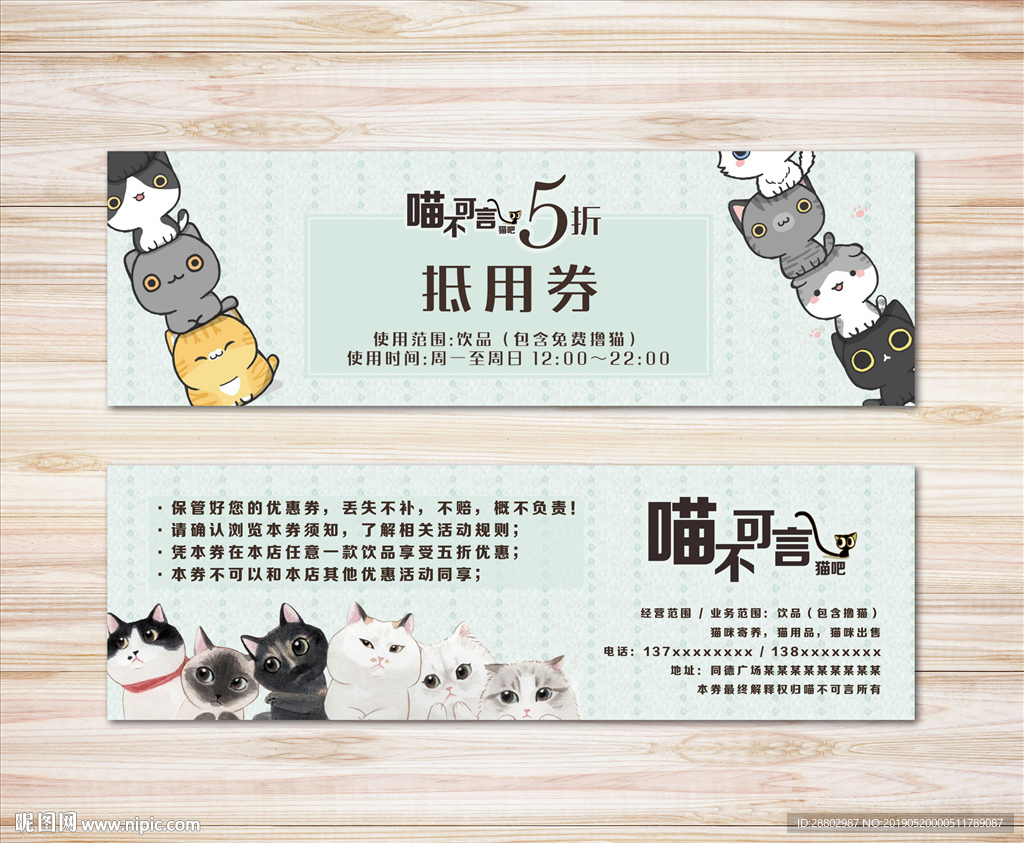 喵不可言猫吧5折
抵用券
使用范围:饮品（包含免费撸猫）
使用时间:周一至周日 12:00～22:00
· 保管好您的优惠券，丢失不补，不赔，概不负责！
· 请确认浏览本券须知，了解相关活动规则；
· 凭本券在本店任意一款饮品享受五折优惠；
· 本券不可以和本店其他优惠活动同享；
喵不可言
猫吧
经营范围 / 业务范围：饮品（包含撸猫）
猫咪寄养，猫用品，猫咪出售
电话：137xxxxxxxx / 138xxxxxxxx
地址：同德广场某某某某某某某某某
本券最终解释权归喵不可言所有
昵图网 www.nipic.com
ID:28802987 NO:20190520000511789087